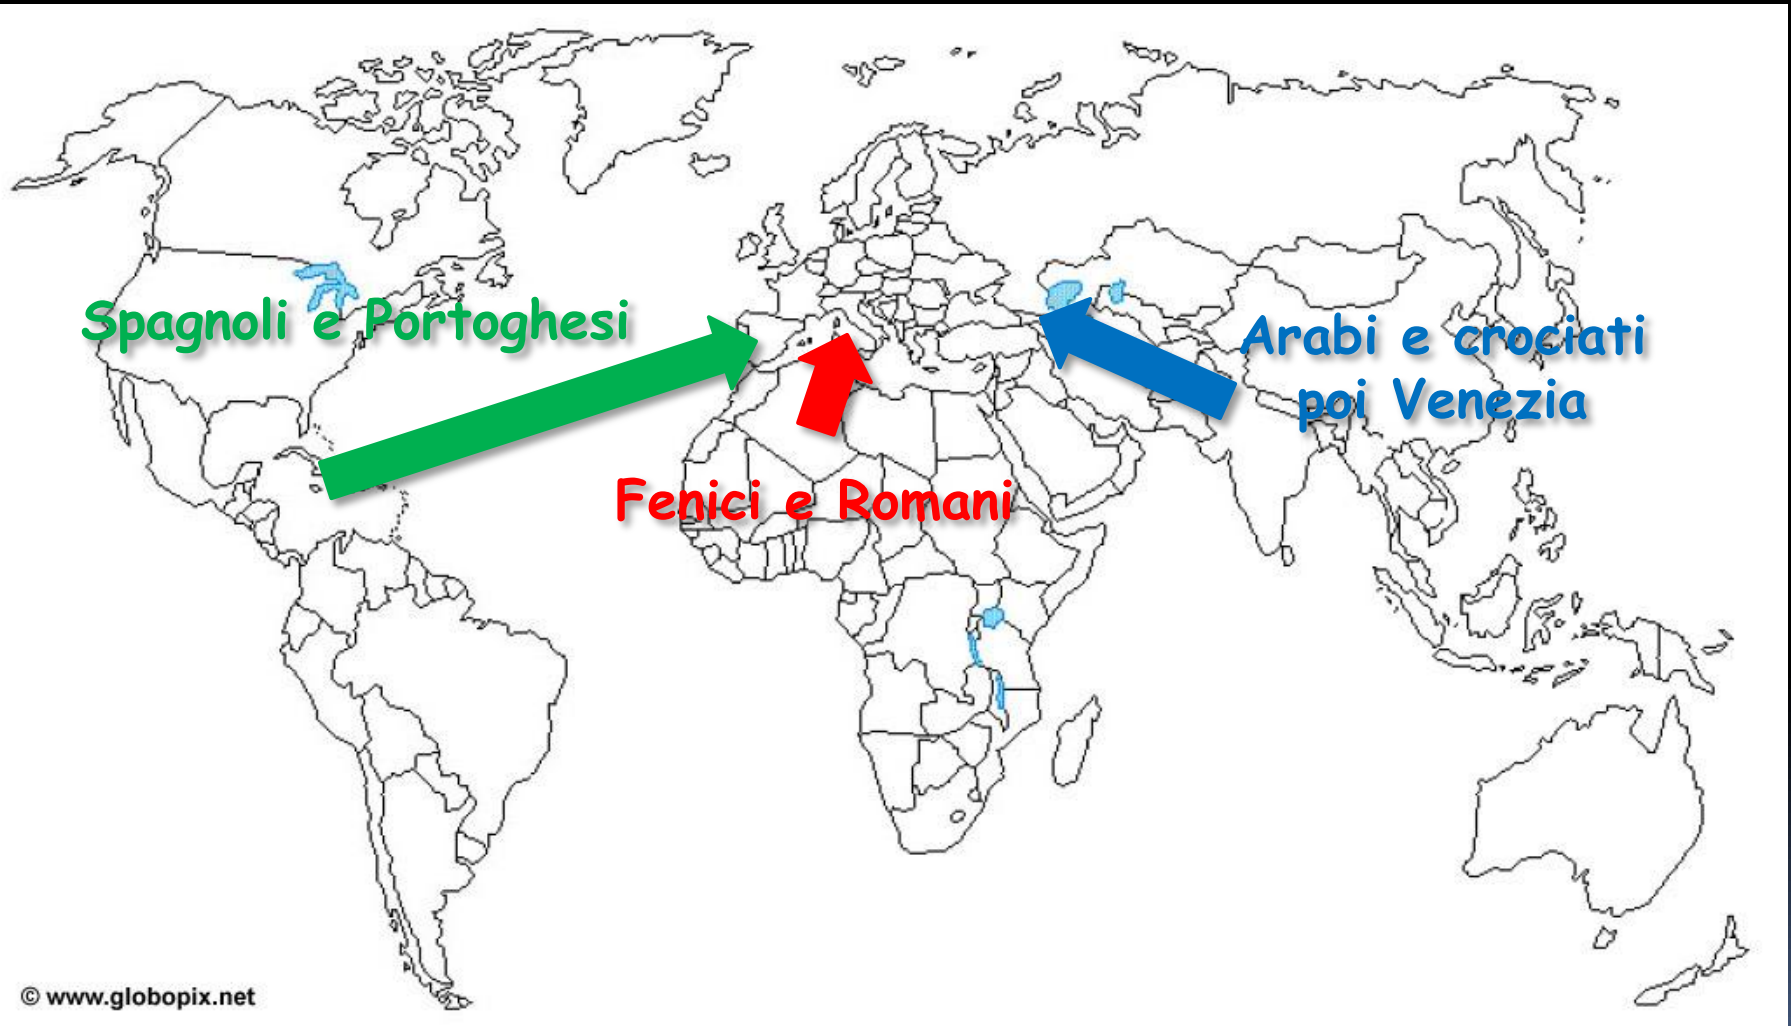 Spagnoli e Portoghesi
Arabi e crociati
poi Venezia
Fenici e Romani
© www.globopix.net